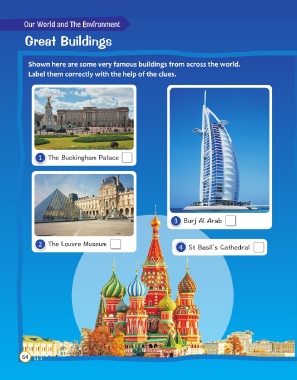 Our World and The Environment
Great Buildings
Shown here are some very famous buildings from across the world.
Label them correctly with the help of the clues.
1 The Buckingham Palace
3 Burj Al Arab
2 The Louvre Museum
4 St Basil's Cathedral
64